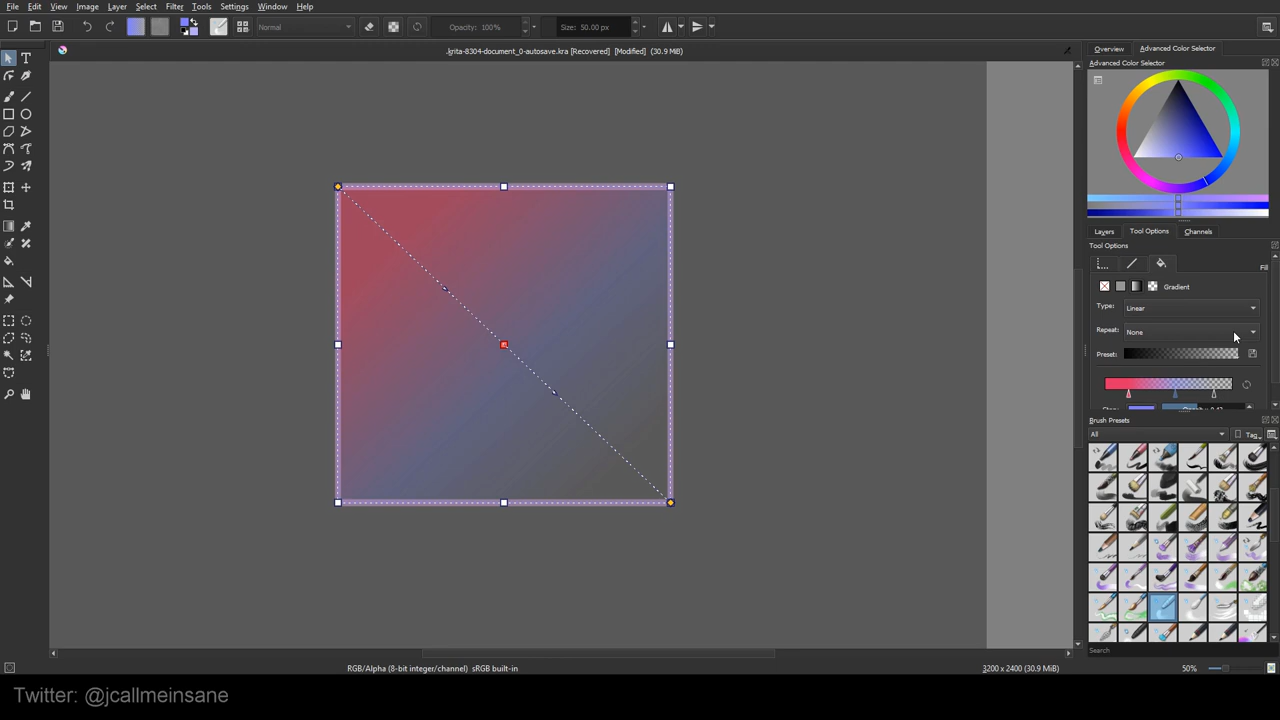 File Edit View Image Layer Select Filter Tools Settings Window Help
Normal Opacity: 100% Size: 50.00 px
.krita-8304-document_0-autosave.kra [Recovered] [Modified] (30.9 MiB)
Overview Advanced Color Selector
Advanced Color Selector
Layers Tool Options Channels
Tool Options
Fill
Gradient
Type: Linear
Repeat: None
Preset:
Brush Presets
All Tag
Search
RGB/Alpha (8-bit integer/channel) sRGB built-in 3200 x 2400 (30.9 MiB) 50%
Twitter: @jcallmeinsane